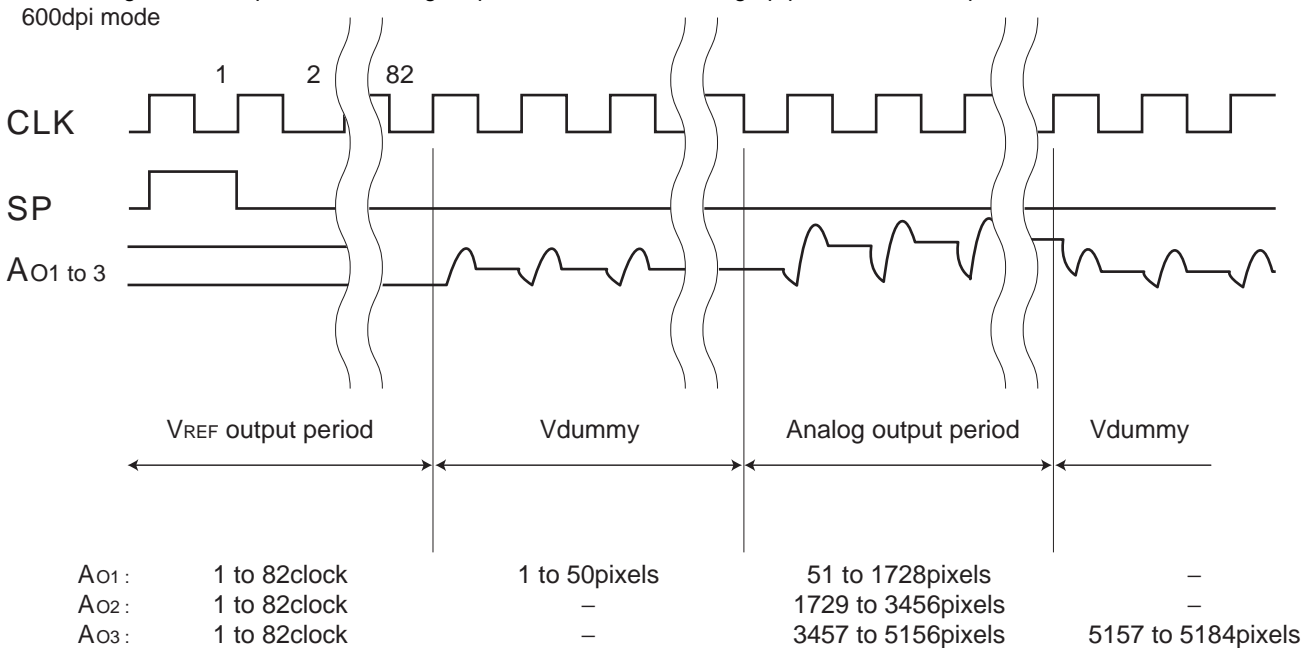 600dpi mode
1 2 82
CLK
SP
AO1 to 3
VREF output period Vdummy Analog output period Vdummy
AO1 : 1 to 82clock 1 to 50pixels 51 to 1728pixels –
AO2 : 1 to 82clock – 1729 to 3456pixels –
AO3 : 1 to 82clock – 3457 to 5156pixels 5157 to 5184pixels